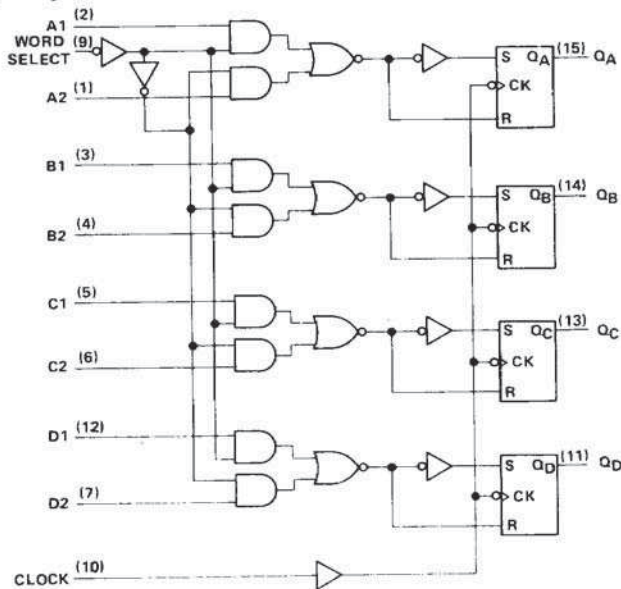 A1 (2)
WORD (9)
SELECT
A2 (1)
S QA (15) QA
CK
R
B1 (3)
B2 (4)
S QB (14) QB
CK
R
C1 (5)
C2 (6)
S QC (13) QC
CK
R
D1 (12)
D2 (7)
S QD (11) QD
CK
R
CLOCK (10)